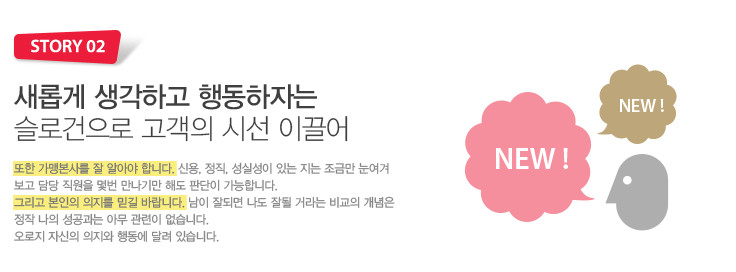 STORY 02
새롭게 생각하고 행동하자는
슬로건으로 고객의 시선 이끌어
또한 가맹본사를 잘 알아야 합니다. 신용, 정직, 성실성이 있는 지는 조금만 눈여겨
보고 담당 직원을 몇번 만나기만 해도 판단이 가능합니다.
그리고 본인의 의지를 믿길 바랍니다. 남이 잘되면 나도 잘될 거라는 비교의 개념은
정작 나의 성공과는 아무 관련이 없습니다.
오로지 자신의 의지와 행동에 달려 있습니다.
NEW !
NEW !